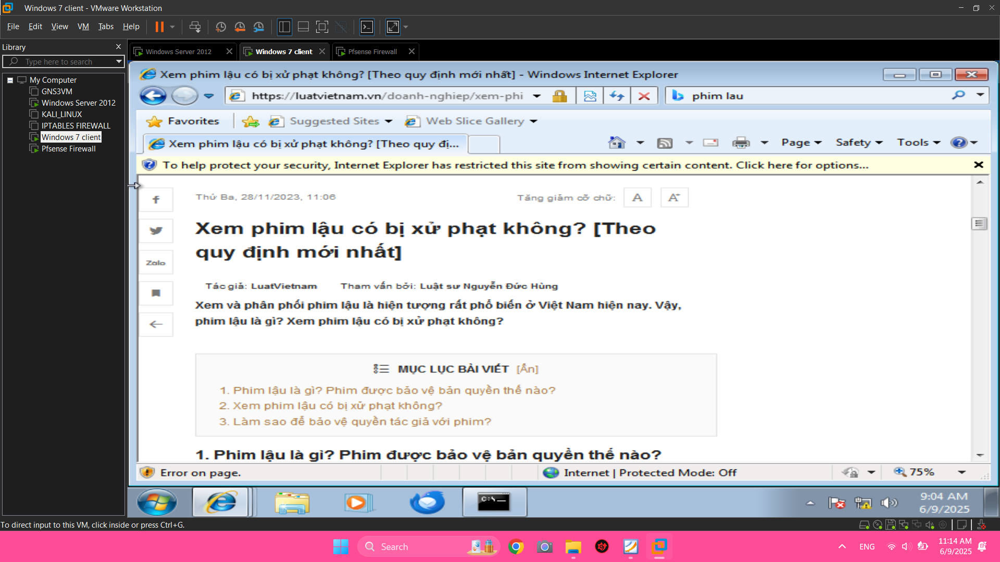 Windows 7 client - VMware Workstation
File Edit View VM Tabs Help
Library
Type here to search
My Computer
GNS3VM
Windows Server 2012
KALI_LINUX
IPTABLES FIREWALL
Windows 7 client
Pfsense Firewall
Windows Server 2012
Windows 7 client
Pfsense Firewall
Xem phim lậu có bị xử phạt không? [Theo quy định mới nhất] - Windows Internet Explorer
https://luatvietnam.vn/doanh-nghiep/xem-phi
phim lau
Favorites Suggested Sites Web Slice Gallery
Xem phim lậu có bị xử phạt không? [Theo quy đị...
Page Safety Tools
To help protect your security, Internet Explorer has restricted this site from showing certain content. Click here for options...
Thứ Ba, 28/11/2023, 11:06
Tăng giảm cỡ chữ: A A+
Zalo
Xem phim lậu có bị xử phạt không? [Theo
quy định mới nhất]
Tác giả: LuatVietnam Tham vấn bởi: Luật sư Nguyễn Đức Hùng
Xem và phân phối phim lậu là hiện tượng rất phổ biến ở Việt Nam hiện nay. Vậy,
phim lậu là gì? Xem phim lậu có bị xử phạt không?
MỤC LỤC BÀI VIẾT [Ẩn]
1. Phim lậu là gì? Phim được bảo vệ bản quyền thế nào?
2. Xem phim lậu có bị xử phạt không?
3. Làm sao để bảo vệ quyền tác giả với phim?
1. Phim lậu là gì? Phim được bảo vệ bản quyền thế nào?
Error on page.
Internet | Protected Mode: Off
75%
C:\
9:04 AM
6/9/2025
To direct input to this VM, click inside or press Ctrl+G.
Search
ENG
11:14 AM
6/9/2025